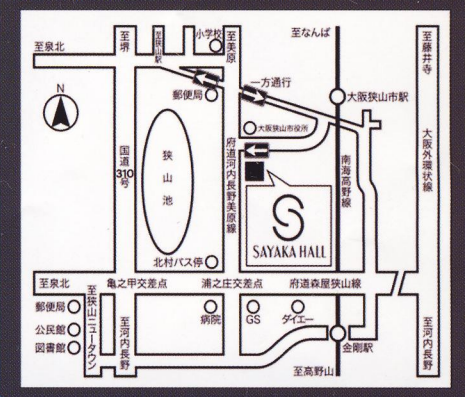 至泉北
至堺
至狭山駅
小学校
至美原
至なんば
至藤井寺
一方通行
郵便局
大阪狭山市駅
N
大阪狭山市役所
国道310号
狭山池
府道河内長野美原線
南海高野線
大阪外環状線
SAYAKA HALL
北村バス停
至泉北
亀之甲交差点
浦之庄交差点
府道森屋狭山線
郵便局
公民館
図書館
至狭山ニュータウン
至河内長野
病院
GS
ダイエー
金剛駅
至高野山
至河内長野